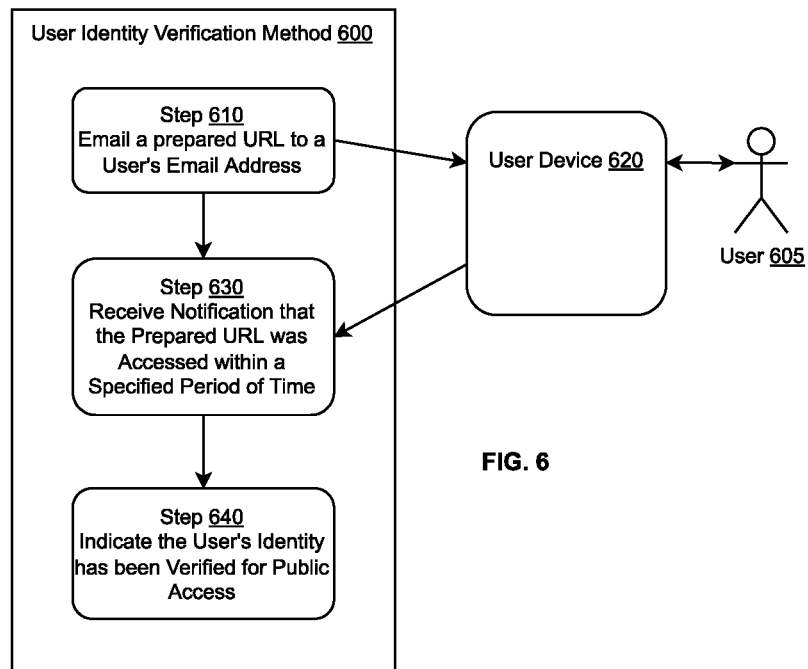 User Identity Verification Method 600
Step 610
Email a prepared URL to a
User's Email Address
User Device 620
User 605
Step 630
Receive Notification that
the Prepared URL was
Accessed within a
Specified Period of Time
FIG. 6
Step 640
Indicate the User's Identity
has been Verified for Public
Access